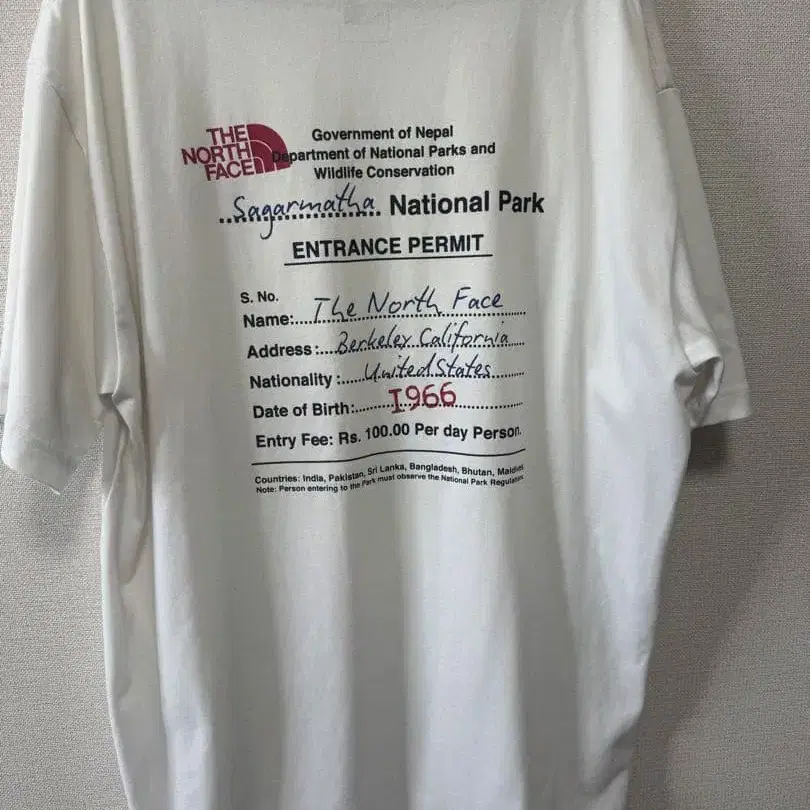 THE
NORTH
FACE
Government of Nepal
Department of National Parks and
Wildlife Conservation
Sagarmatha National Park
ENTRANCE PERMIT
S. No.
Name:....The North Face
Address:...Berkeley California
Nationality:....United States
Date of Birth:....1966
Entry Fee: Rs. 100.00 Per day Person.
Countries: India, Pakistan, Sri Lanka, Bangladesh, Bhutan, Maldives
Note: Person entering to the Park must observe the National Park